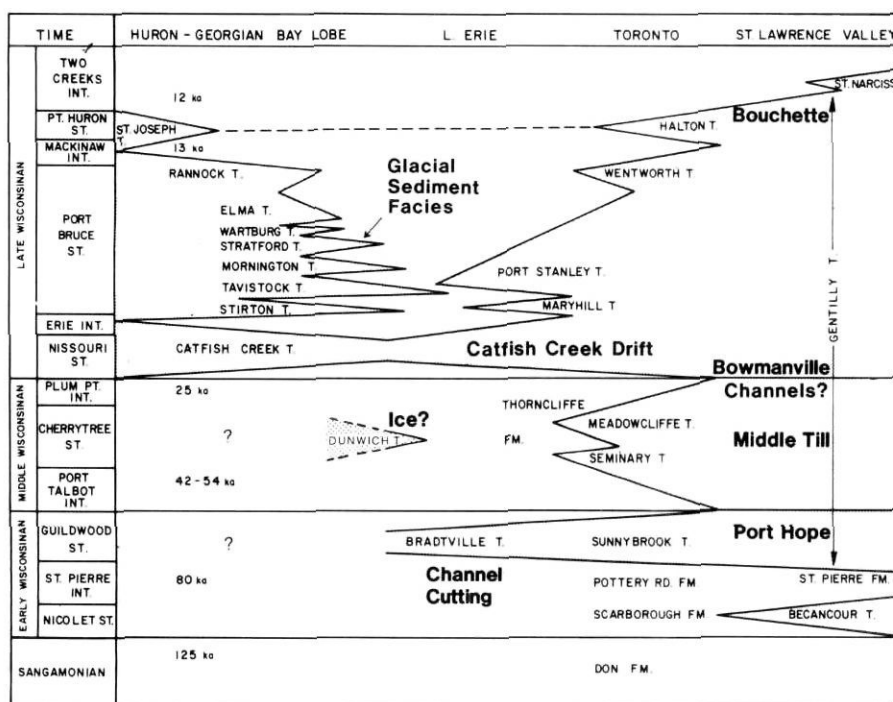 TIME HURON - GEORGIAN BAY LOBE L. ERIE TORONTO ST. LAWRENCE VALLEY
LATE WISCONSINAN
TWO
CREEKS
INT.
12 ka
ST. NARCISS
PT. HURON
ST.
ST. JOSEPH
T.
Bouchette
HALTON T.
MACKINAW
INT.
13 ka
RANNOCK T.
WENTWORTH T.
Glacial
Sediment
Facies
PORT
BRUCE
ST.
ELMA T.
WARTBURG T.
STRATFORD T.
MORNINGTON T.
TAVISTOCK T.
STIRTON T.
PORT STANLEY T.
MARYHILL T
GENTILLY T.
ERIE INT.
NISSOURI
ST.
CATFISH CREEK T.
Catfish Creek Drift
Bowmanville
Channels?
MIDDLE WISCONSINAN
PLUM PT.
INT.
25 ka
THORNCLIFFE
FM.
CHERRYTREE
ST.
?
Ice?
DUNWICH T.
MEADOWCLIFFE T.
SEMINARY T
Middle Till
PORT
TALBOT
INT.
42-54 ka
EARLY WISCONSINAN
GUILDWOOD
ST.
?
BRADTVILLE T.
SUNNYBROOK T.
Port Hope
ST. PIERRE
INT.
80 ka
Channel
Cutting
POTTERY RD. FM
ST. PIERRE FM.
NICOLET ST.
SCARBOROUGH FM.
BECANCOUR T.
SANGAMONIAN
125 ka
DON FM.